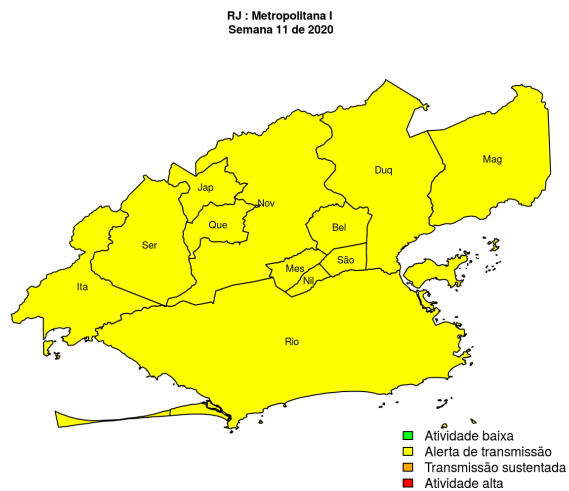 RJ : Metropolitana I
Semana 11 de 2020
Mag
Duq
Jap
Nov
Que
Bel
Ser
São
Mes
Nil
Ita
Rio
Atividade baixa
Alerta de transmissão
Transmissão sustentada
Atividade alta